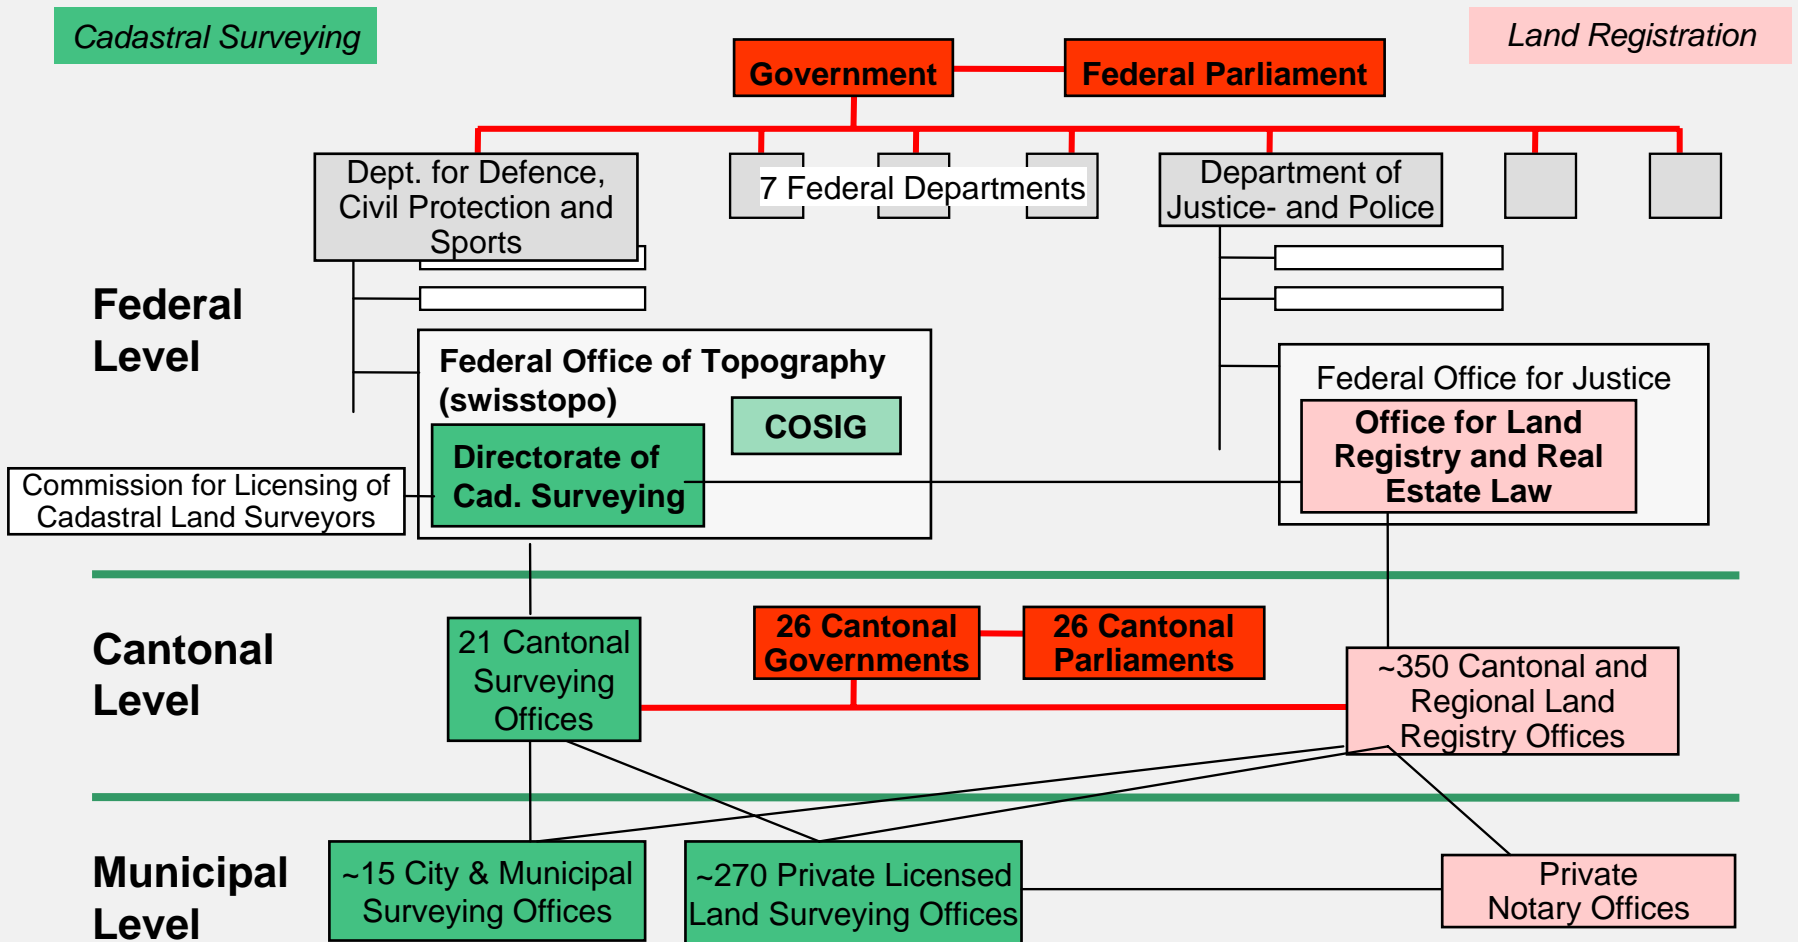 Cadastral Surveying
Land Registration
Government
Federal Parliament
Dept. for Defence,
Civil Protection and
Sports
7 Federal Departments
Department of
Justice- and Police
Federal
Level
Federal Office of Topography
(swisstopo)
COSIG
Directorate of
Cad. Surveying
Federal Office for Justice
Office for Land
Registry and Real
Estate Law
Commission for Licensing of
Cadastral Land Surveyors
Cantonal
Level
21 Cantonal
Surveying
Offices
26 Cantonal
Governments
26 Cantonal
Parliaments
~350 Cantonal and
Regional Land
Registry Offices
Municipal
Level
~15 City & Municipal
Surveying Offices
~270 Private Licensed
Land Surveying Offices
Private
Notary Offices